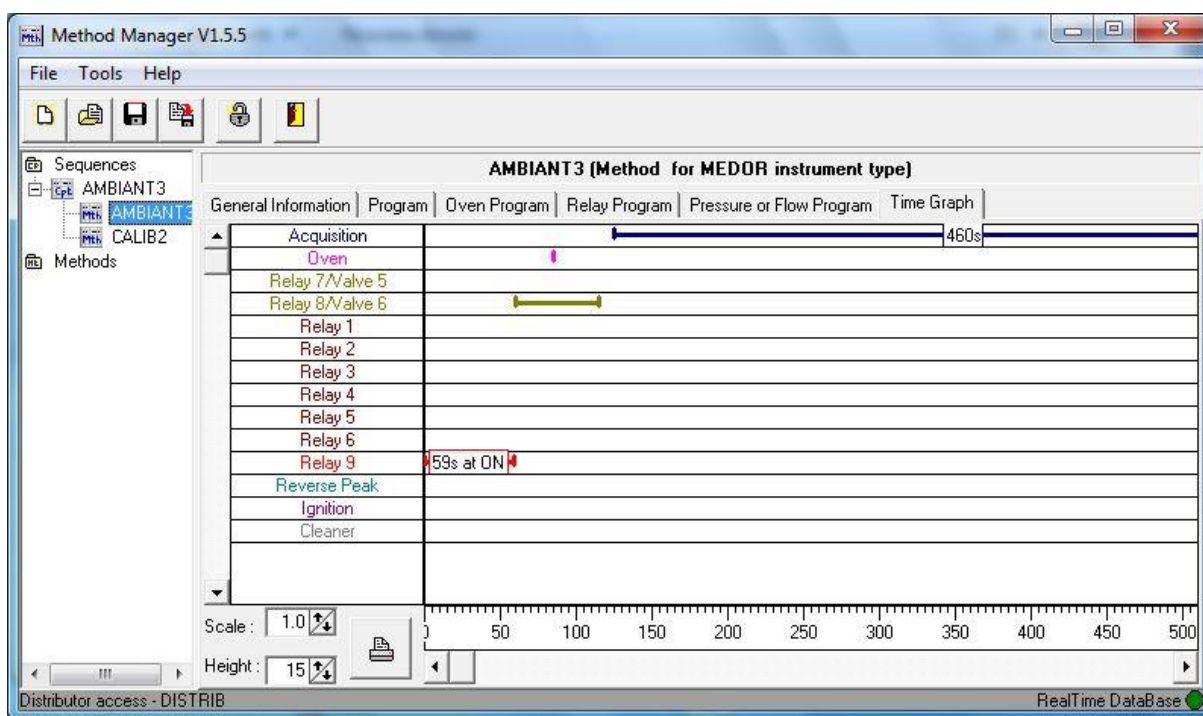 Method Manager V1.5.5
File Tools Help
Sequences
AMBIANT3
AMBIANT3
CALIB2
Methods
AMBIANT3 (Method for MEDOR instrument type)
General Information Program Oven Program Relay Program Pressure or Flow Program Time Graph
Acquisition 460s
Oven
Relay 7/Valve 5
Relay 8/Valve 6
Relay 1
Relay 2
Relay 3
Relay 4
Relay 5
Relay 6
Relay 9 59s at ON
Reverse Peak
Ignition
Cleaner
Scale : 1.0
50 100 150 200 250 300 350 400 450 500
Height : 15
Distributor access - DISTRIB RealTime DataBase